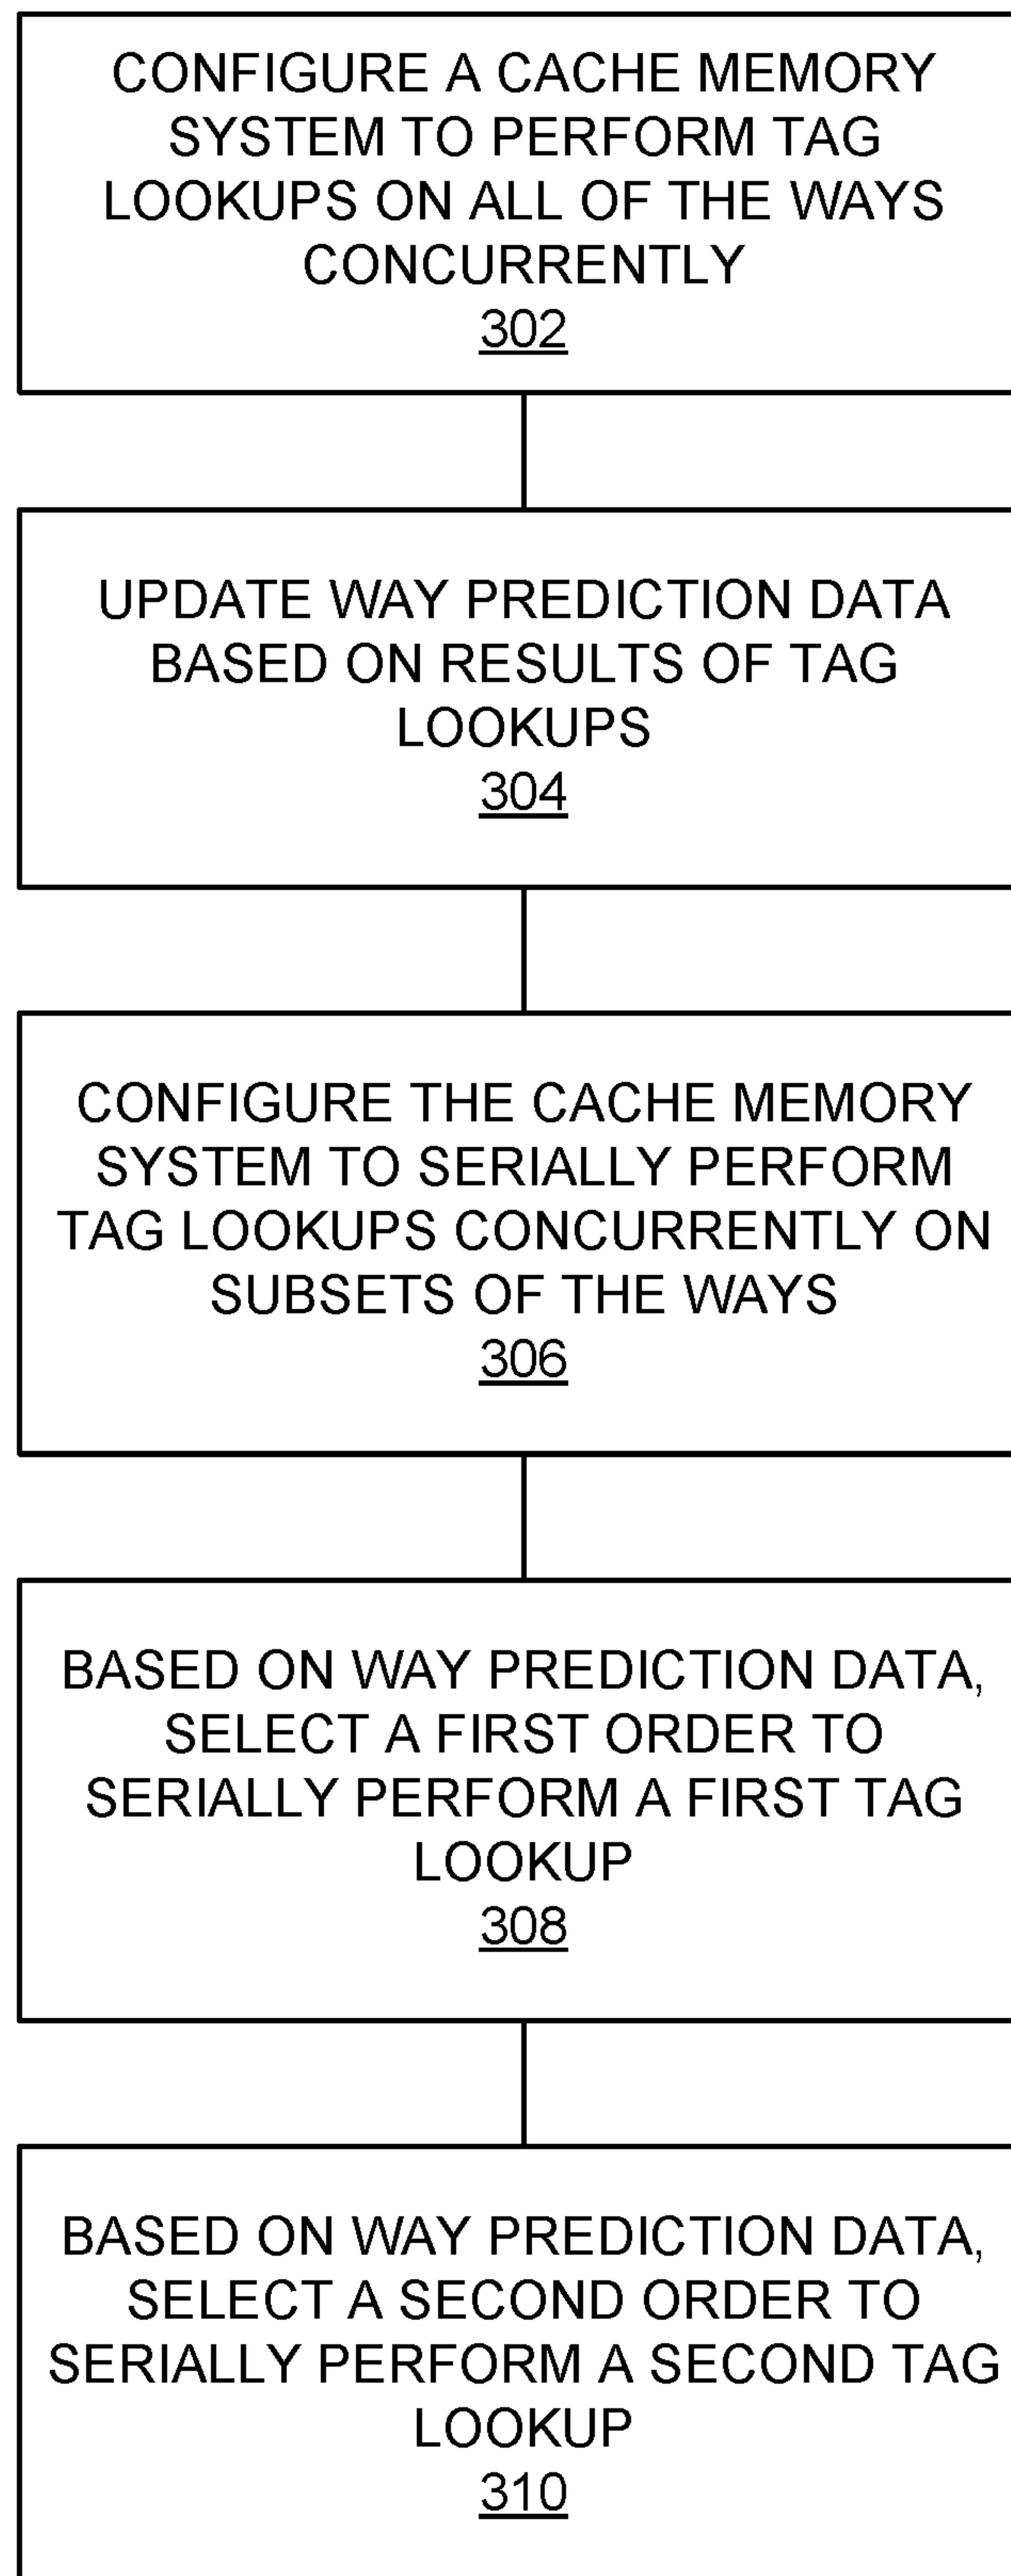 CONFIGURE A CACHE MEMORY
SYSTEM TO PERFORM TAG
LOOKUPS ON ALL OF THE WAYS
CONCURRENTLY
302
UPDATE WAY PREDICTION DATA
BASED ON RESULTS OF TAG
LOOKUPS
304
CONFIGURE THE CACHE MEMORY
SYSTEM TO SERIALLY PERFORM
TAG LOOKUPS CONCURRENTLY ON
SUBSETS OF THE WAYS
306
BASED ON WAY PREDICTION DATA,
SELECT A FIRST ORDER TO
SERIALLY PERFORM A FIRST TAG
LOOKUP
308
BASED ON WAY PREDICTION DATA,
SELECT A SECOND ORDER TO
SERIALLY PERFORM A SECOND TAG
LOOKUP
310